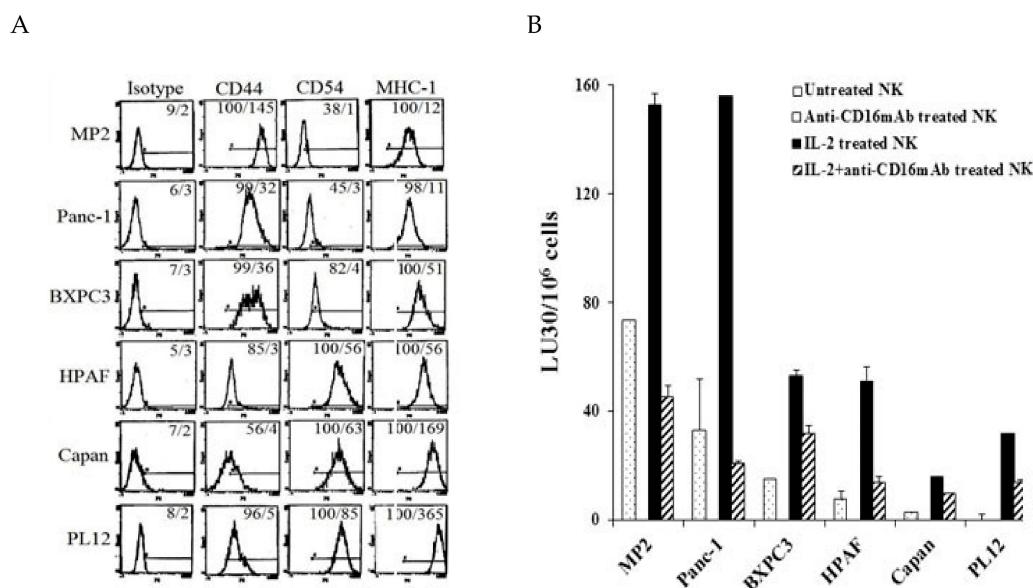 A
B
Isotype CD44 CD54 MHC-1
MP2 9/2 100/145 38/1 100/12
Panc-1 6/3 99/32 45/3 98/11
BXPC3 7/3 99/36 82/4 100/51
HPAF 5/3 85/3 100/56 100/56
Capan 7/2 56/4 100/63 100/169
PL12 8/2 96/5 100/85 100/365
LU30/10⁶ cells
160
120
80
40
0
Untreated NK
Anti-CD16mAb treated NK
IL-2 treated NK
IL-2+anti-CD16mAb treated NK
MP2 Panc-1 BXPC3 HPAF Capan PL12